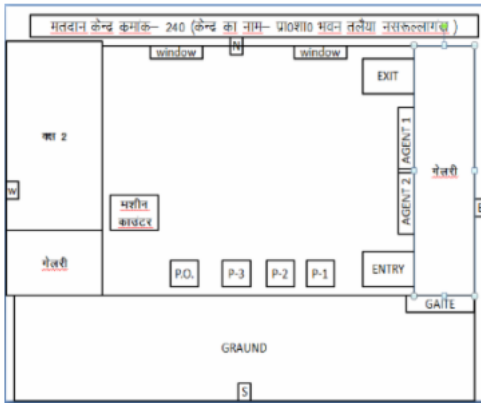 मतदान केन्द्र कमाक– 240 (केन्द्र का नाम– प्रा0शा0 भवन तलैया नसरूल्लागंज )
window
N
window
EXIT
AGENT 1
कक्षा 2
गेलरी
AGENT 2
W
E
मशीन
काउंटर
गेलरी
P.O.
P-3
P-2
P-1
ENTRY
GAITE
GRAUND
S